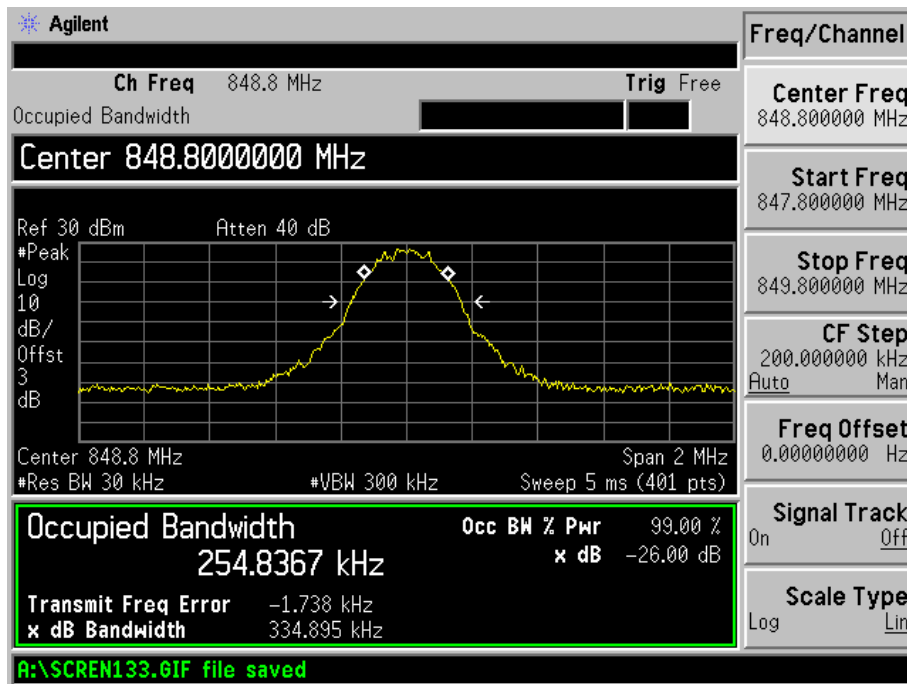 Agilent
Freq/Channel
Ch Freq 848.8 MHz Trig Free
Occupied Bandwidth
Center 848.8000000 MHz
Ref 30 dBm Atten 40 dB
#Peak
Log
10
dB/
Offst
3
dB
Center 848.8 MHz Span 2 MHz
#Res BW 30 kHz #VBW 300 kHz Sweep 5 ms (401 pts)
Occupied Bandwidth
254.8367 kHz
Occ BW % Pwr 99.00 %
x dB -26.00 dB
Transmit Freq Error -1.738 kHz
x dB Bandwidth 334.895 kHz
A:\SCREN133.GIF file saved
Center Freq
848.800000 MHz
Start Freq
847.800000 MHz
Stop Freq
849.800000 MHz
CF Step
200.000000 kHz
Auto Man
Freq Offset
0.00000000 Hz
Signal Track
On Off
Scale Type
Log Lin